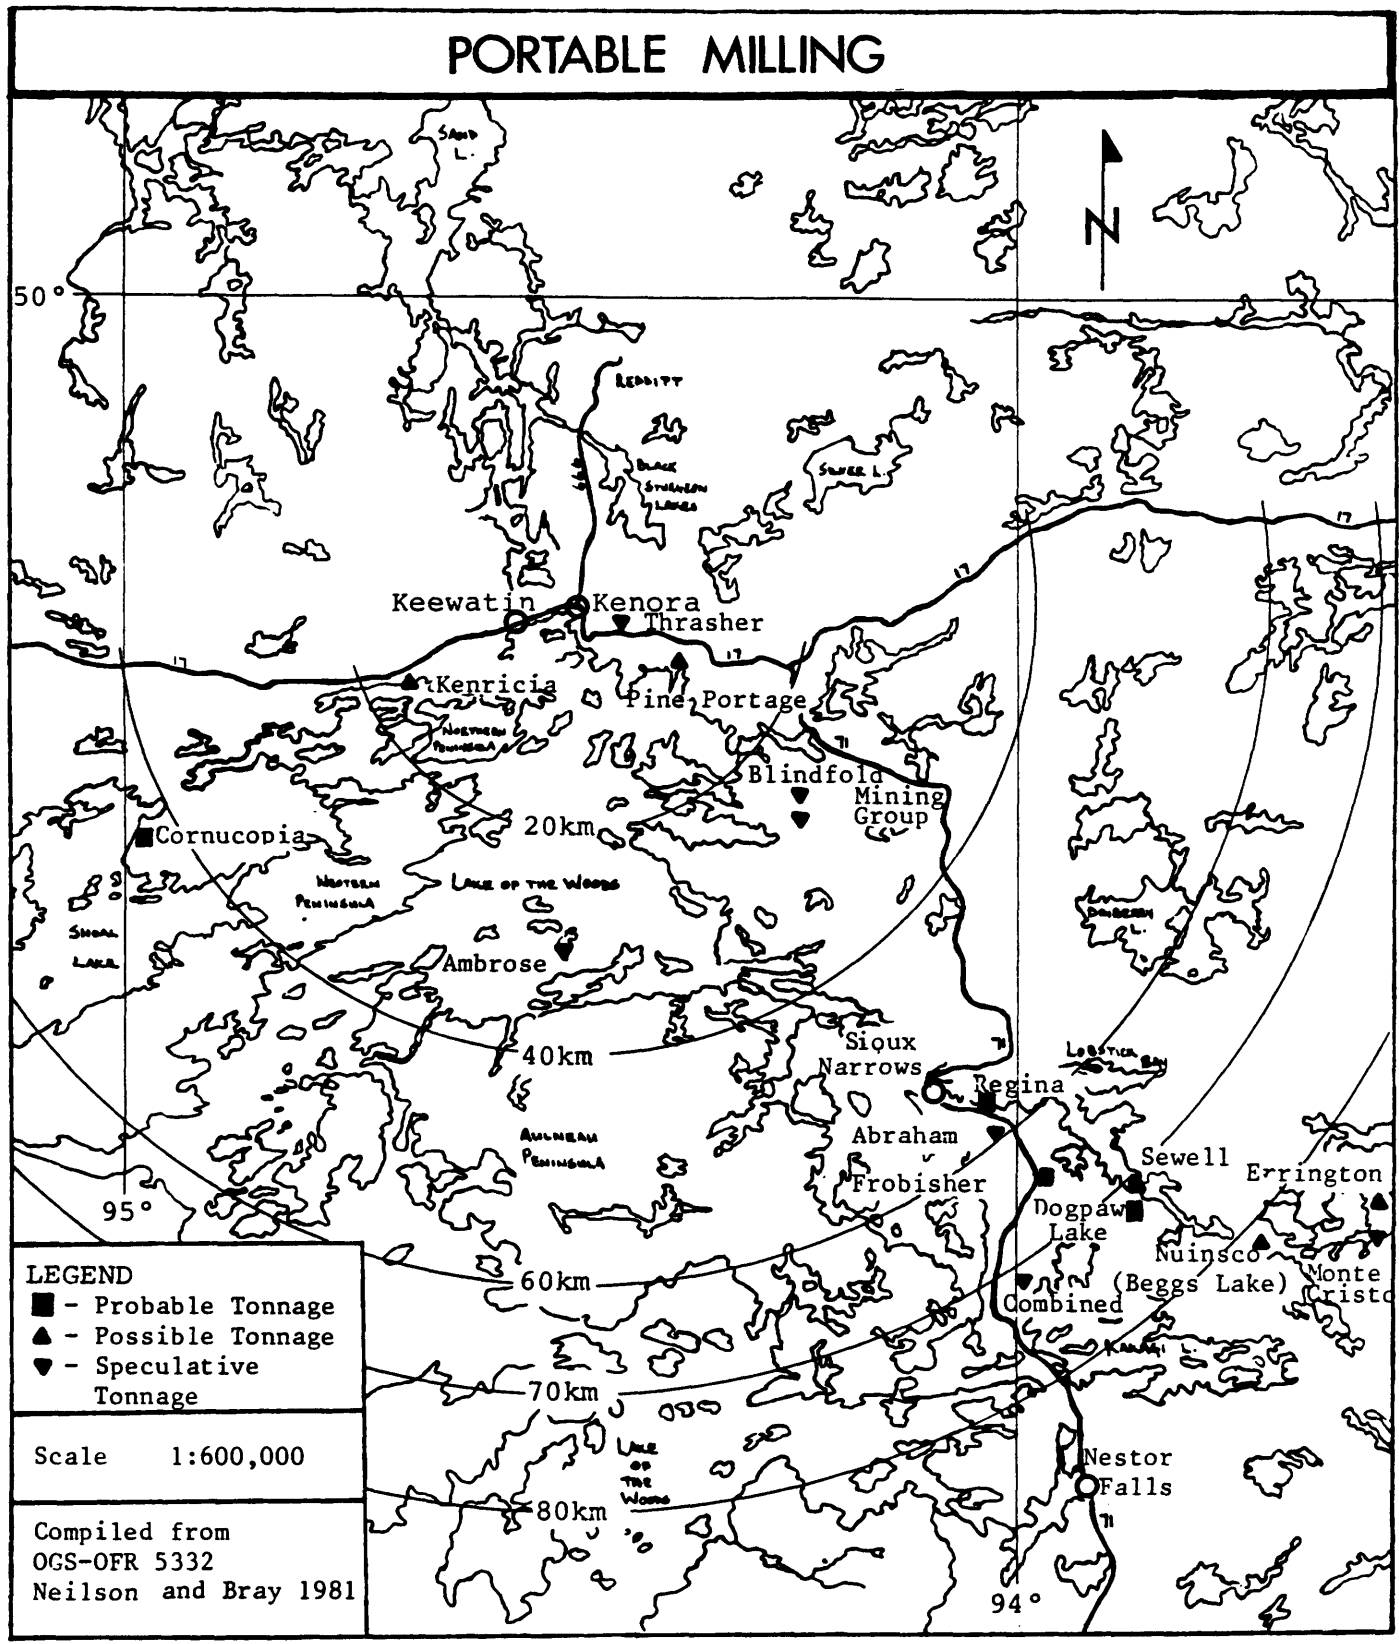 PORTABLE MILLING
SAND
L.
N
50°
REDDITT
BLACK
STURGEON
LAKES
SILVER L.
17
17
Keewatin
Kenora
Thrasher
17
17
Kenricia
Pine Portage
NORTHERN
PENINSULA
71
Blindfold
Mining
Group
20km
Cornucopia
WESTERN
PENINSULA
LAKE OF THE WOODS
DOGBERRY
L.
SHOAL
LAKE
Ambrose
40km
Sioux
Narrows
71
LOBSTICK BAY
Regina
Abraham
AULNEAU
PENINSULA
Sewell
Errington
Frobisher
95°
Dogpaw
Lake
Nuinsco
(Beggs Lake)
Monte
Cristo
60km
Combined
KAKAGI L.
70km
LAKE
OF
THE
WOODS
Nestor
Falls
80km
71
94°
LEGEND
- Probable Tonnage
- Possible Tonnage
- Speculative
Tonnage
Scale 1:600,000
Compiled from
OGS-OFR 5332
Neilson and Bray 1981